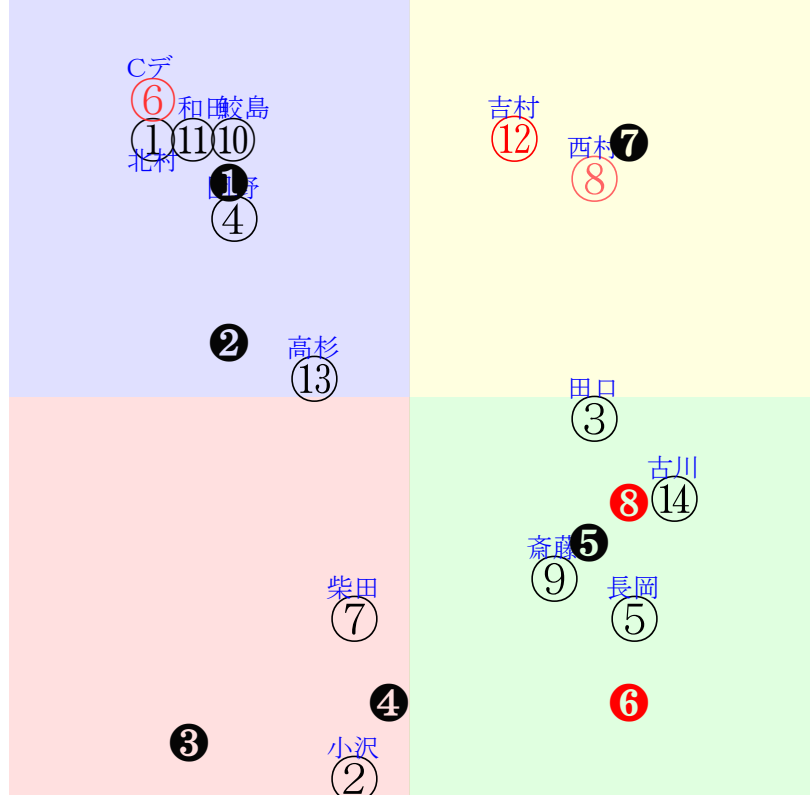 Cデ
⑥
和田
鮫島
①
⑪
⑩
北村
❶
④
吉村
⑫
西村
❼
⑧
❷
高杉
⑬
田口
③
古川
❽
⑭
斎藤
❺
⑨
長岡
⑤
柴田
⑦
❹
❻
❸
小沢
②